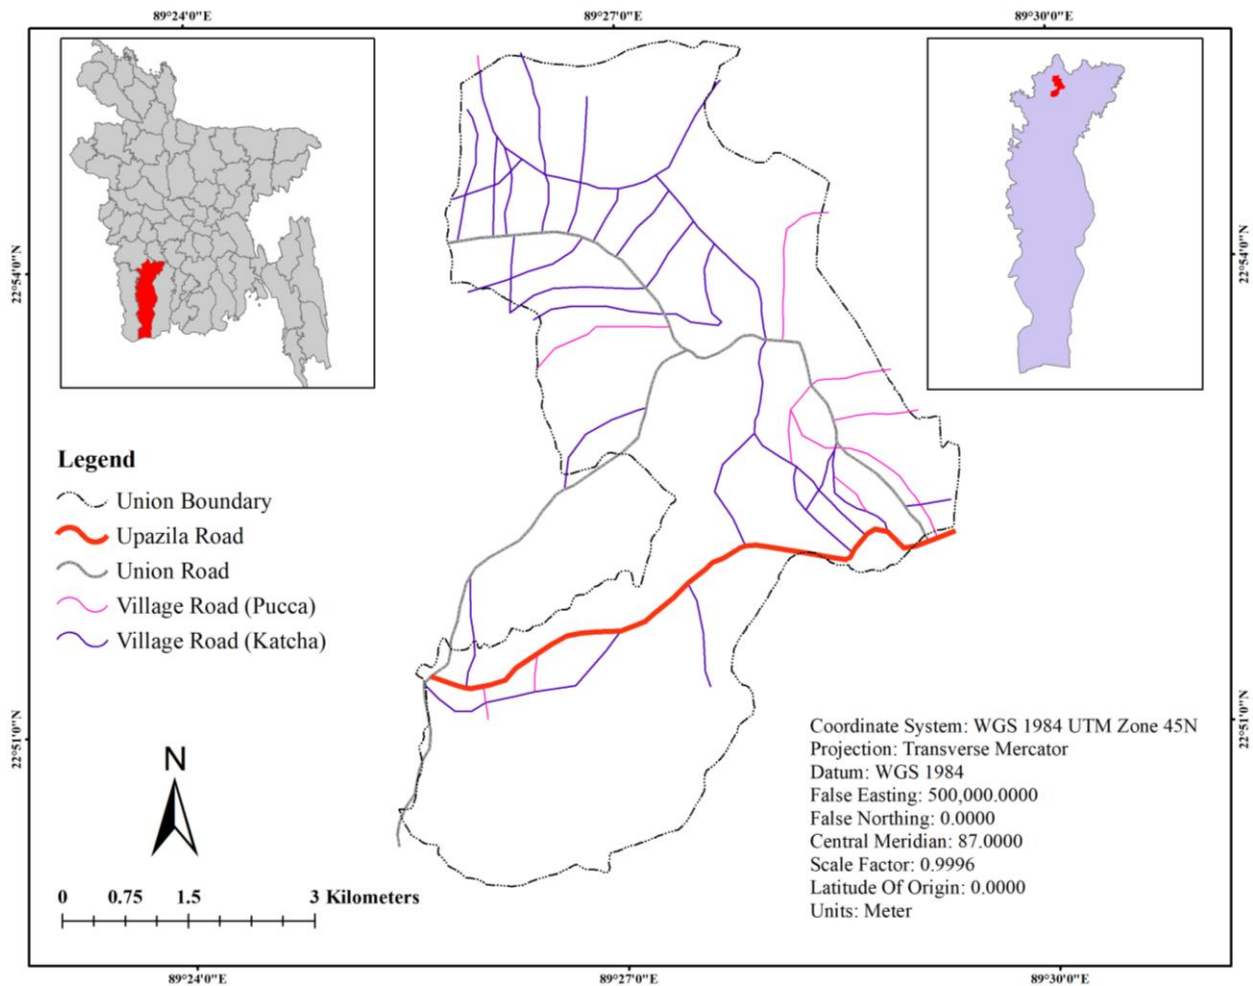 89°24'0"E 89°27'0"E 89°30'0"E
22°54'0"N
22°54'0"N
Legend
Union Boundary
Upazila Road
Union Road
Village Road (Pucca)
Village Road (Katcha)
22°51'0"N
22°51'0"N
N
0 0.75 1.5 3 Kilometers
Coordinate System: WGS 1984 UTM Zone 45N
Projection: Transverse Mercator
Datum: WGS 1984
False Easting: 500,000.0000
False Northing: 0.0000
Central Meridian: 87.0000
Scale Factor: 0.9996
Latitude Of Origin: 0.0000
Units: Meter
89°24'0"E 89°27'0"E 89°30'0"E